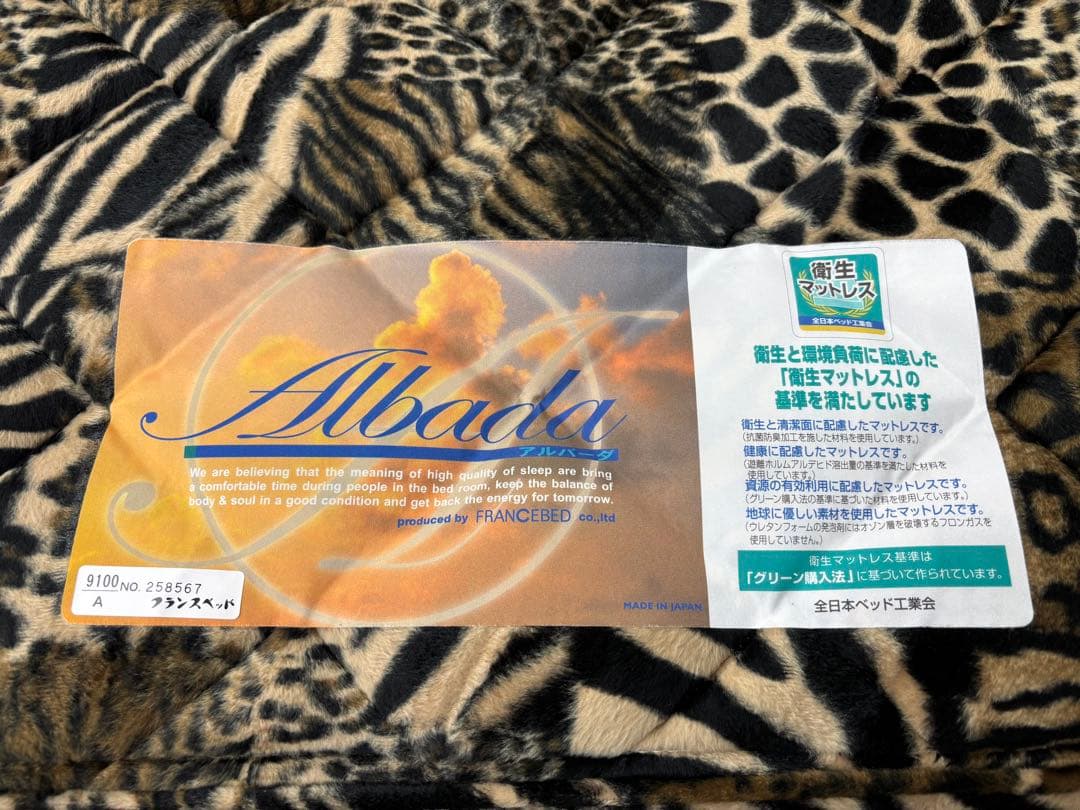 Albada
アルバーダ
We are believing that the meaning of high quality of sleep are bring
a comfortable time during people in the bed room, keep the balance of
body & soul in a good condition and get back the energy for tomorrow.
produced by FRANCEBED co.,ltd
9100 NO. 258567
A フランスベッド
MADE IN JAPAN
衛生
マットレス
全日本ベッド工業会
衛生と環境負荷に配慮した
「衛生マットレス」の
基準を満たしています
衛生と清潔面に配慮したマットレスです。
(抗菌防臭加工を施した材料を使用しています。)
健康に配慮したマットレスです。
(遊離ホルムアルデヒド溶出量の基準を満たした材料を
使用しています。)
資源の有効利用に配慮したマットレスです。
(グリーン購入法の基準に基づいた材料を使用しています。)
地球に優しい素材を使用したマットレスです。
(ウレタンフォームの発泡剤にはオゾン層を破壊するフロンガスを
使用していません。)
衛生マットレス基準は
「グリーン購入法」に基づいて作られています。
全日本ベッド工業会